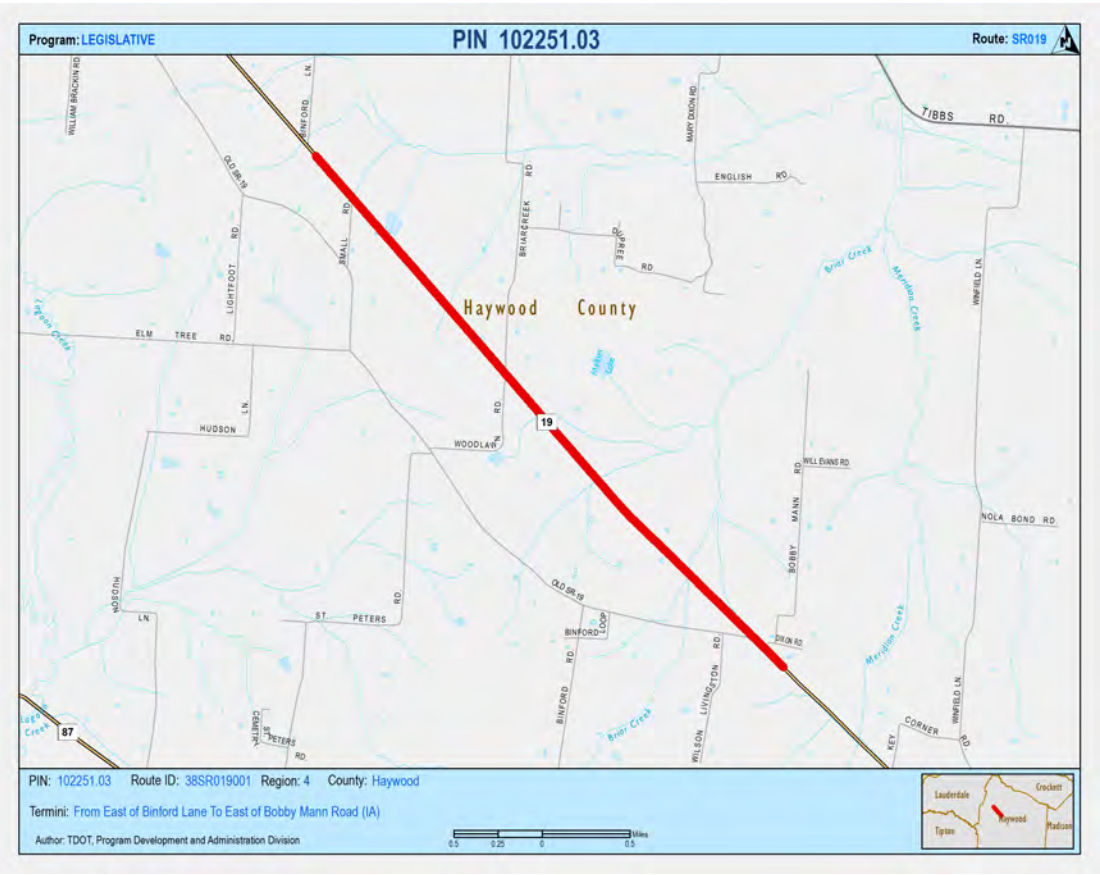 Program: LEGISLATIVE
PIN 102251.03
Route: SR019
WILLIAM BRACKIN RD.
BINFORD LN.
MARY DIXON RD.
TIBBS RD.
OLD SR-19
ENGLISH RD.
BRIARCREEK RD.
SMALL RD.
LIGHTFOOT RD.
DUPREE RD.
Briar Creek
Meridian Creek
WINFIELD LN.
Haywood County
Lagoon Creek
ELM TREE RD.
Lake
HUDSON LN.
RD.
19
WOODLAWN
WILL EVANS RD.
BOBBY MANN RD.
NOLA BOND RD.
HUDSON LN.
OLD SR-19
ST PETERS RD.
BINFORD LOOP
DIXON RD.
Meridian Creek
BINFORD RD.
WILSON LIVINGSTON RD.
WINFIELD LN.
Creek
87
CEMETRY
ST PETERS RD.
Briar Creek
KEY CORNER RD.
PIN: 102251.03 Route ID: 38SR019001 Region: 4 County: Haywood
Termini: From East of Binford Lane To East of Bobby Mann Road (IA)
Author: TDOT, Program Development and Administration Division
0.5 0.25 0 0.5 Miles
Lauderdale
Crockett
Haywood
Tipton
Madison